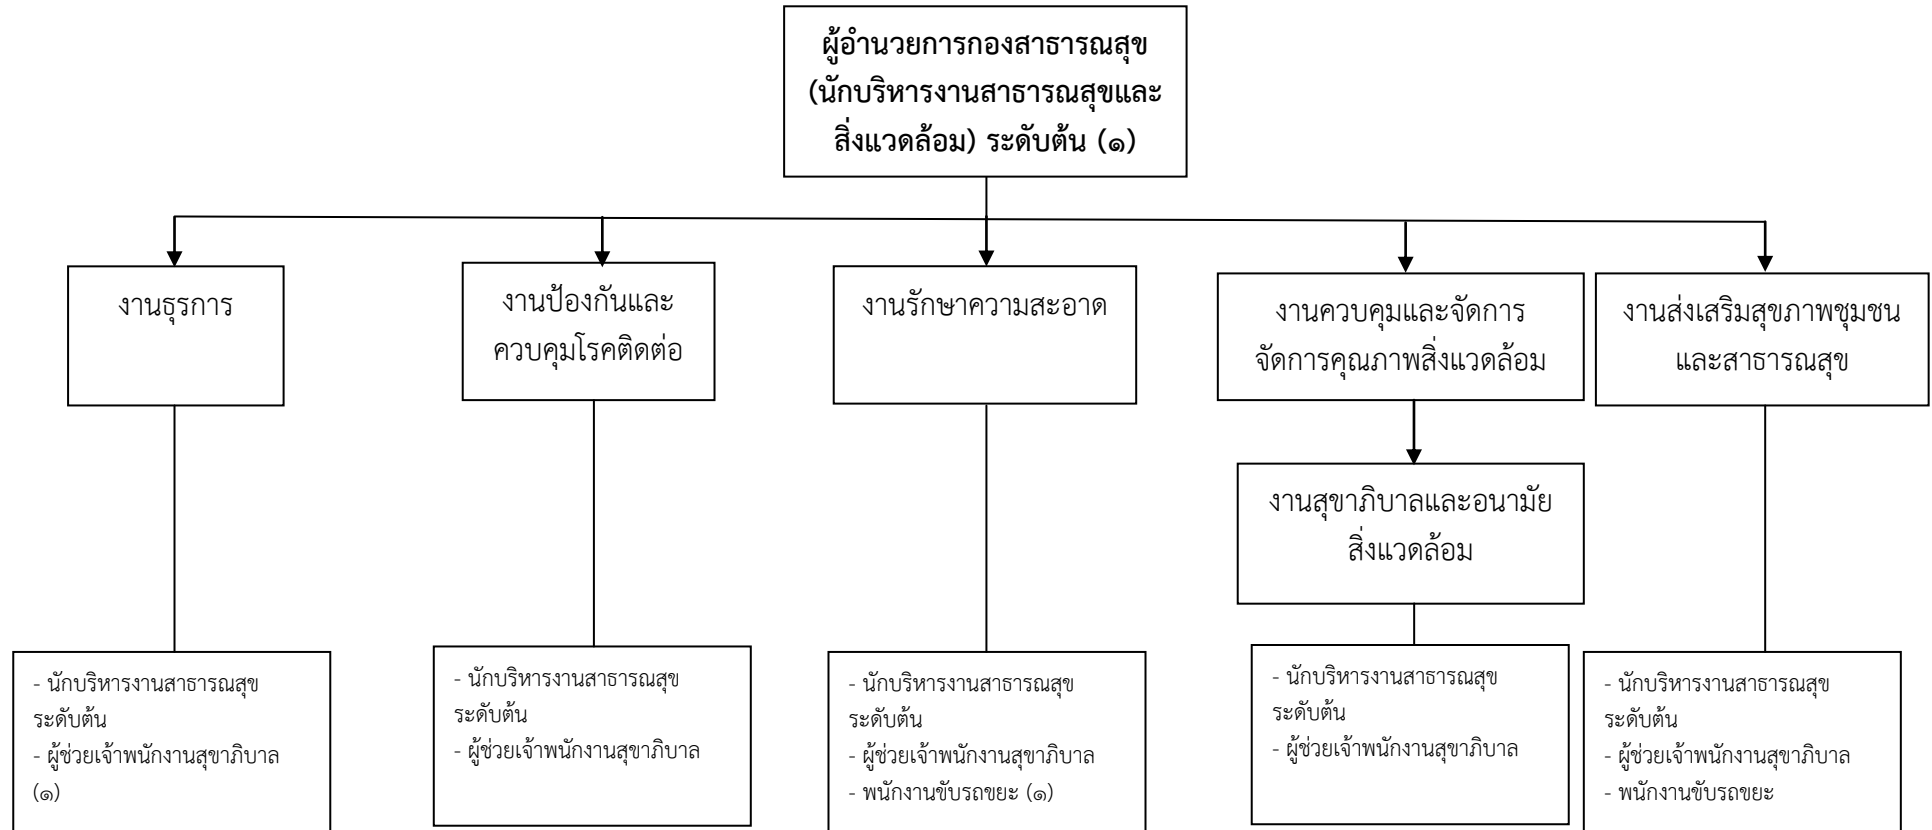 ผู้อำนวยการกองสาธารณสุข
(นักบริหารงานสาธารณสุขและ
สิ่งแวดล้อม) ระดับต้น (๑)
งานธุรการ
งานป้องกันและ
ควบคุมโรคติดต่อ
งานรักษาความสะอาด
งานควบคุมและจัดการ
จัดการคุณภาพสิ่งแวดล้อม
งานส่งเสริมสุขภาพชุมชน
และสาธารณสุข
งานสุขาภิบาลและอนามัย
สิ่งแวดล้อม
- นักบริหารงานสาธารณสุข
ระดับต้น
- ผู้ช่วยเจ้าพนักงานสุขาภิบาล
(๑)
- นักบริหารงานสาธารณสุข
ระดับต้น
- ผู้ช่วยเจ้าพนักงานสุขาภิบาล
- นักบริหารงานสาธารณสุข
ระดับต้น
- ผู้ช่วยเจ้าพนักงานสุขาภิบาล
- พนักงานขับรถขยะ (๑)
- นักบริหารงานสาธารณสุข
ระดับต้น
- ผู้ช่วยเจ้าพนักงานสุขาภิบาล
- นักบริหารงานสาธารณสุข
ระดับต้น
- ผู้ช่วยเจ้าพนักงานสุขาภิบาล
- พนักงานขับรถขยะ